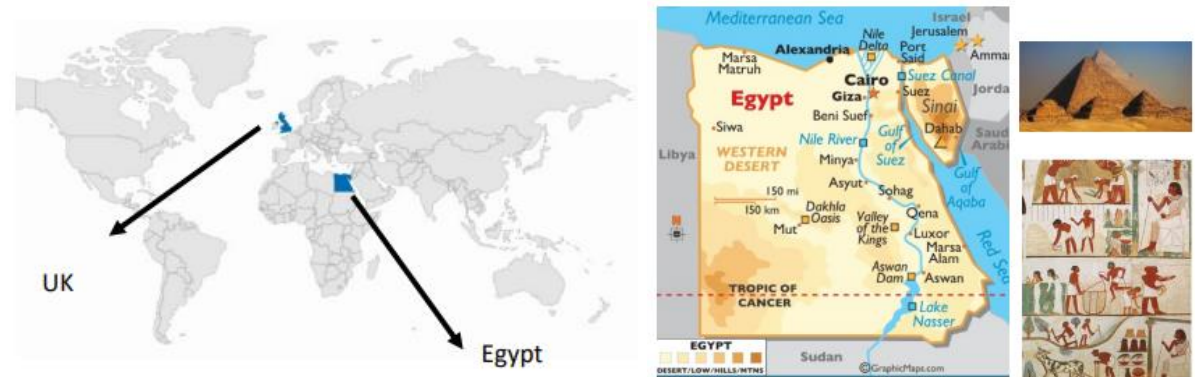 UK
Egypt
Mediterranean Sea
Israel
Jerusalem
Amman
Nile
Delta
Port
Said
Alexandria
Marsa
Matruh
Cairo
Suez Canal
Suez
Jorda
Giza
Egypt
Sinai
Beni Suef
Siwa
Dahab
Saudi
Arabi
Nile River
Gulf
of
Suez
Libya
WESTERN
DESERT
Minya
Gulf
of
Aqaba
Asyut
Sohag
150 mi
150 km
Dakhla
Oasis
Qena
Mut
Valley
of the
Kings
Luxor
Red Sea
Marsa
Alam
N
Aswan
Dam
Aswan
TROPIC OF
CANCER
Lake
Nasser
EGYPT
DESERT/LOW/HILLS/MTNS
Sudan
©GraphicMaps.com